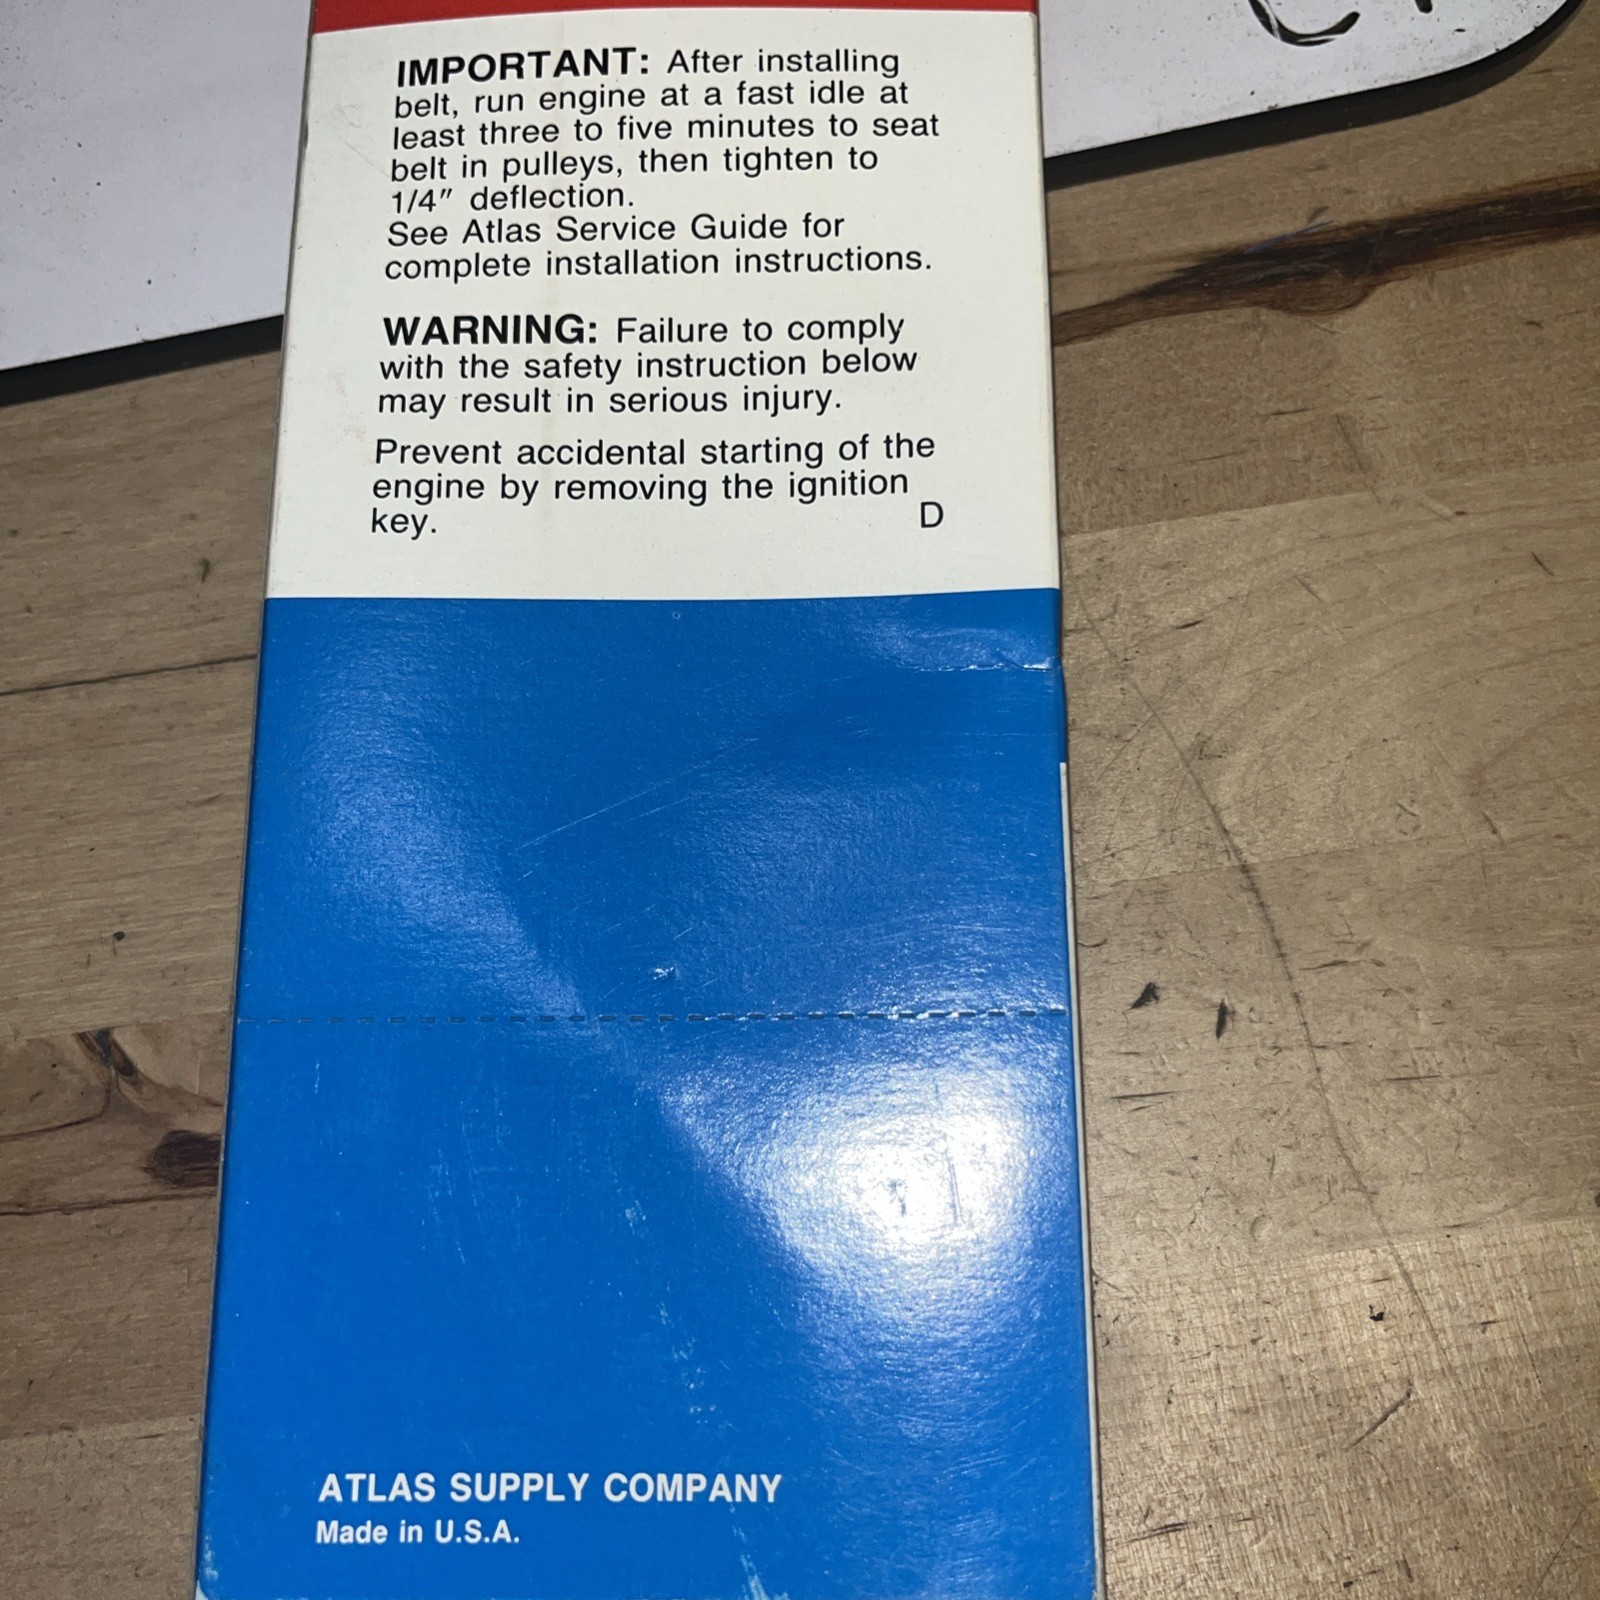 IMPORTANT: After installing
belt, run engine at a fast idle at
least three to five minutes to seat
belt in pulleys, then tighten to
1/4" deflection.
See Atlas Service Guide for
complete installation instructions.
WARNING: Failure to comply
with the safety instruction below
may result in serious injury.
Prevent accidental starting of the
engine by removing the ignition
key. D
ATLAS SUPPLY COMPANY
Made in U.S.A.